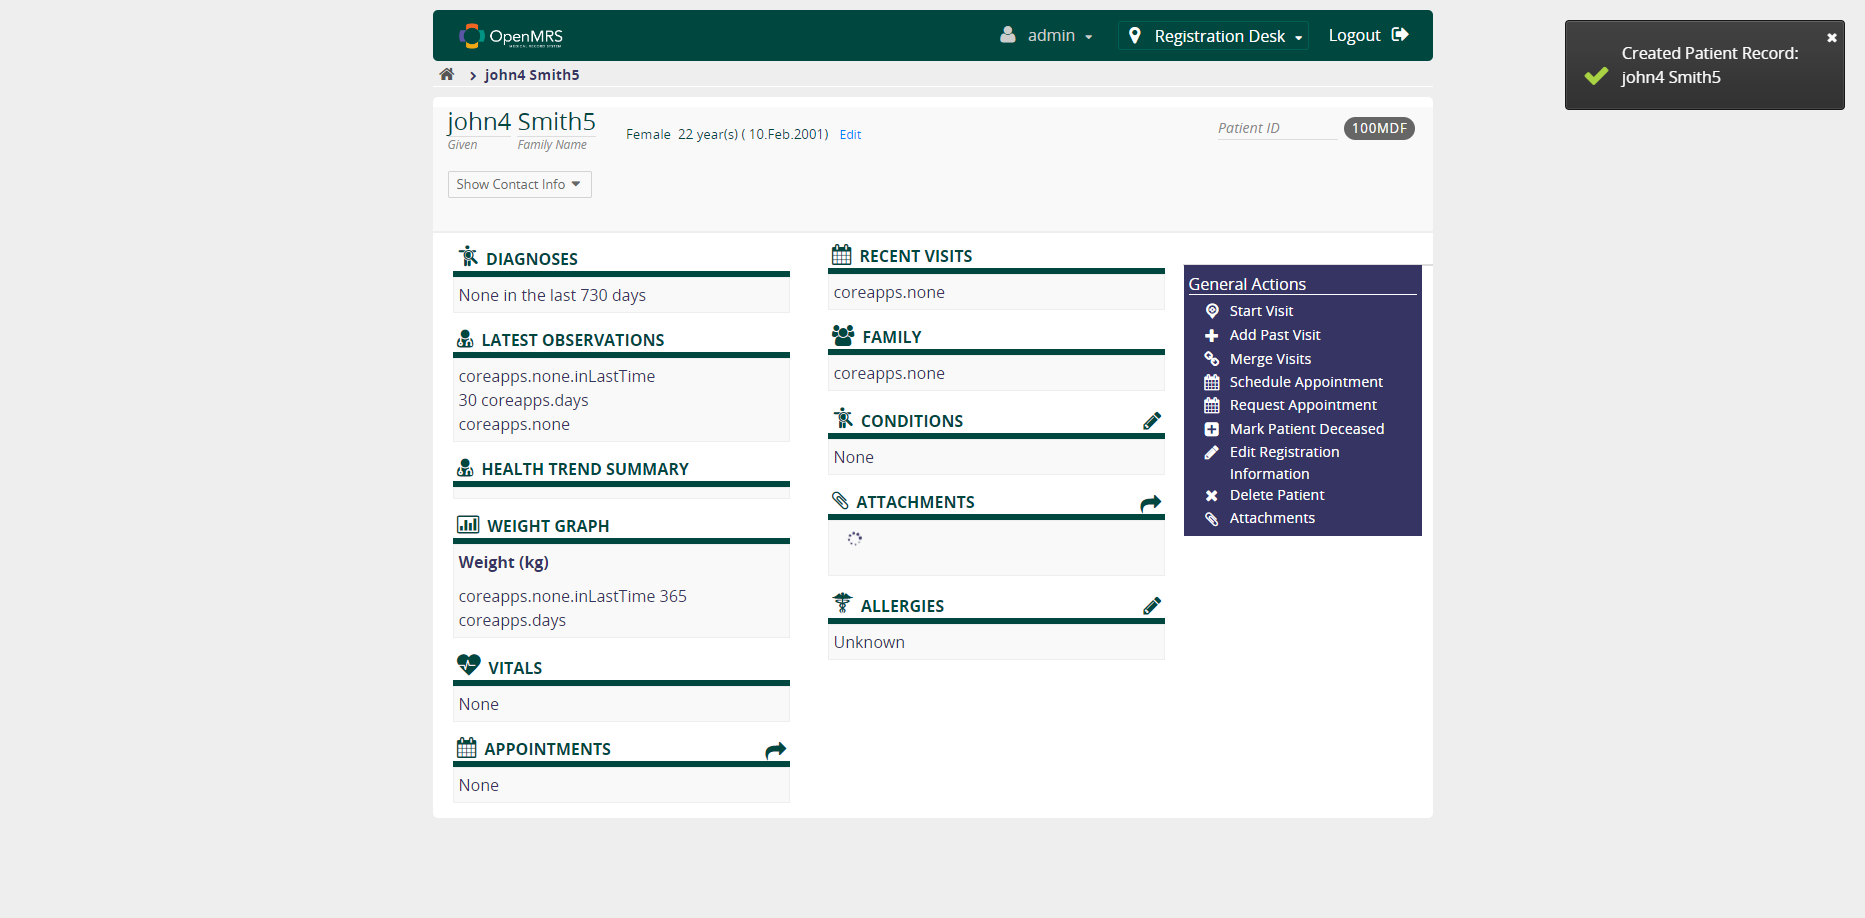 OpenMRS
MEDICAL RECORD SYSTEM
admin
Registration Desk
Logout
Created Patient Record:
john4 Smith5
john4 Smith5
john4 Smith5
Given Family Name
Female 22 year(s) ( 10.Feb.2001) Edit
Patient ID 100MDF
Show Contact Info
DIAGNOSES
None in the last 730 days
LATEST OBSERVATIONS
coreapps.none.inLastTime
30 coreapps.days
coreapps.none
HEALTH TREND SUMMARY
WEIGHT GRAPH
Weight (kg)
coreapps.none.inLastTime 365
coreapps.days
VITALS
None
APPOINTMENTS
None
RECENT VISITS
coreapps.none
FAMILY
coreapps.none
CONDITIONS
None
ATTACHMENTS
ALLERGIES
Unknown
General Actions
Start Visit
Add Past Visit
Merge Visits
Schedule Appointment
Request Appointment
Mark Patient Deceased
Edit Registration
Information
Delete Patient
Attachments